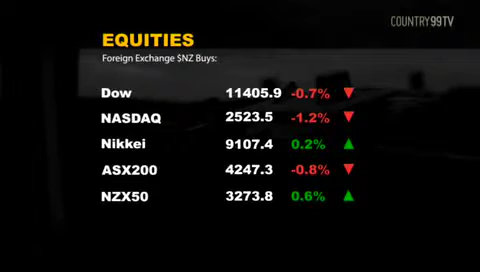 COUNTRY99TV
EQUITIES
Foreign Exchange $NZ Buys:
Dow 11405.9 -0.7% ▼
NASDAQ 2523.5 -1.2% ▼
Nikkei 9107.4 0.2% ▲
ASX200 4247.3 -0.8% ▼
NZX50 3273.8 0.6% ▲